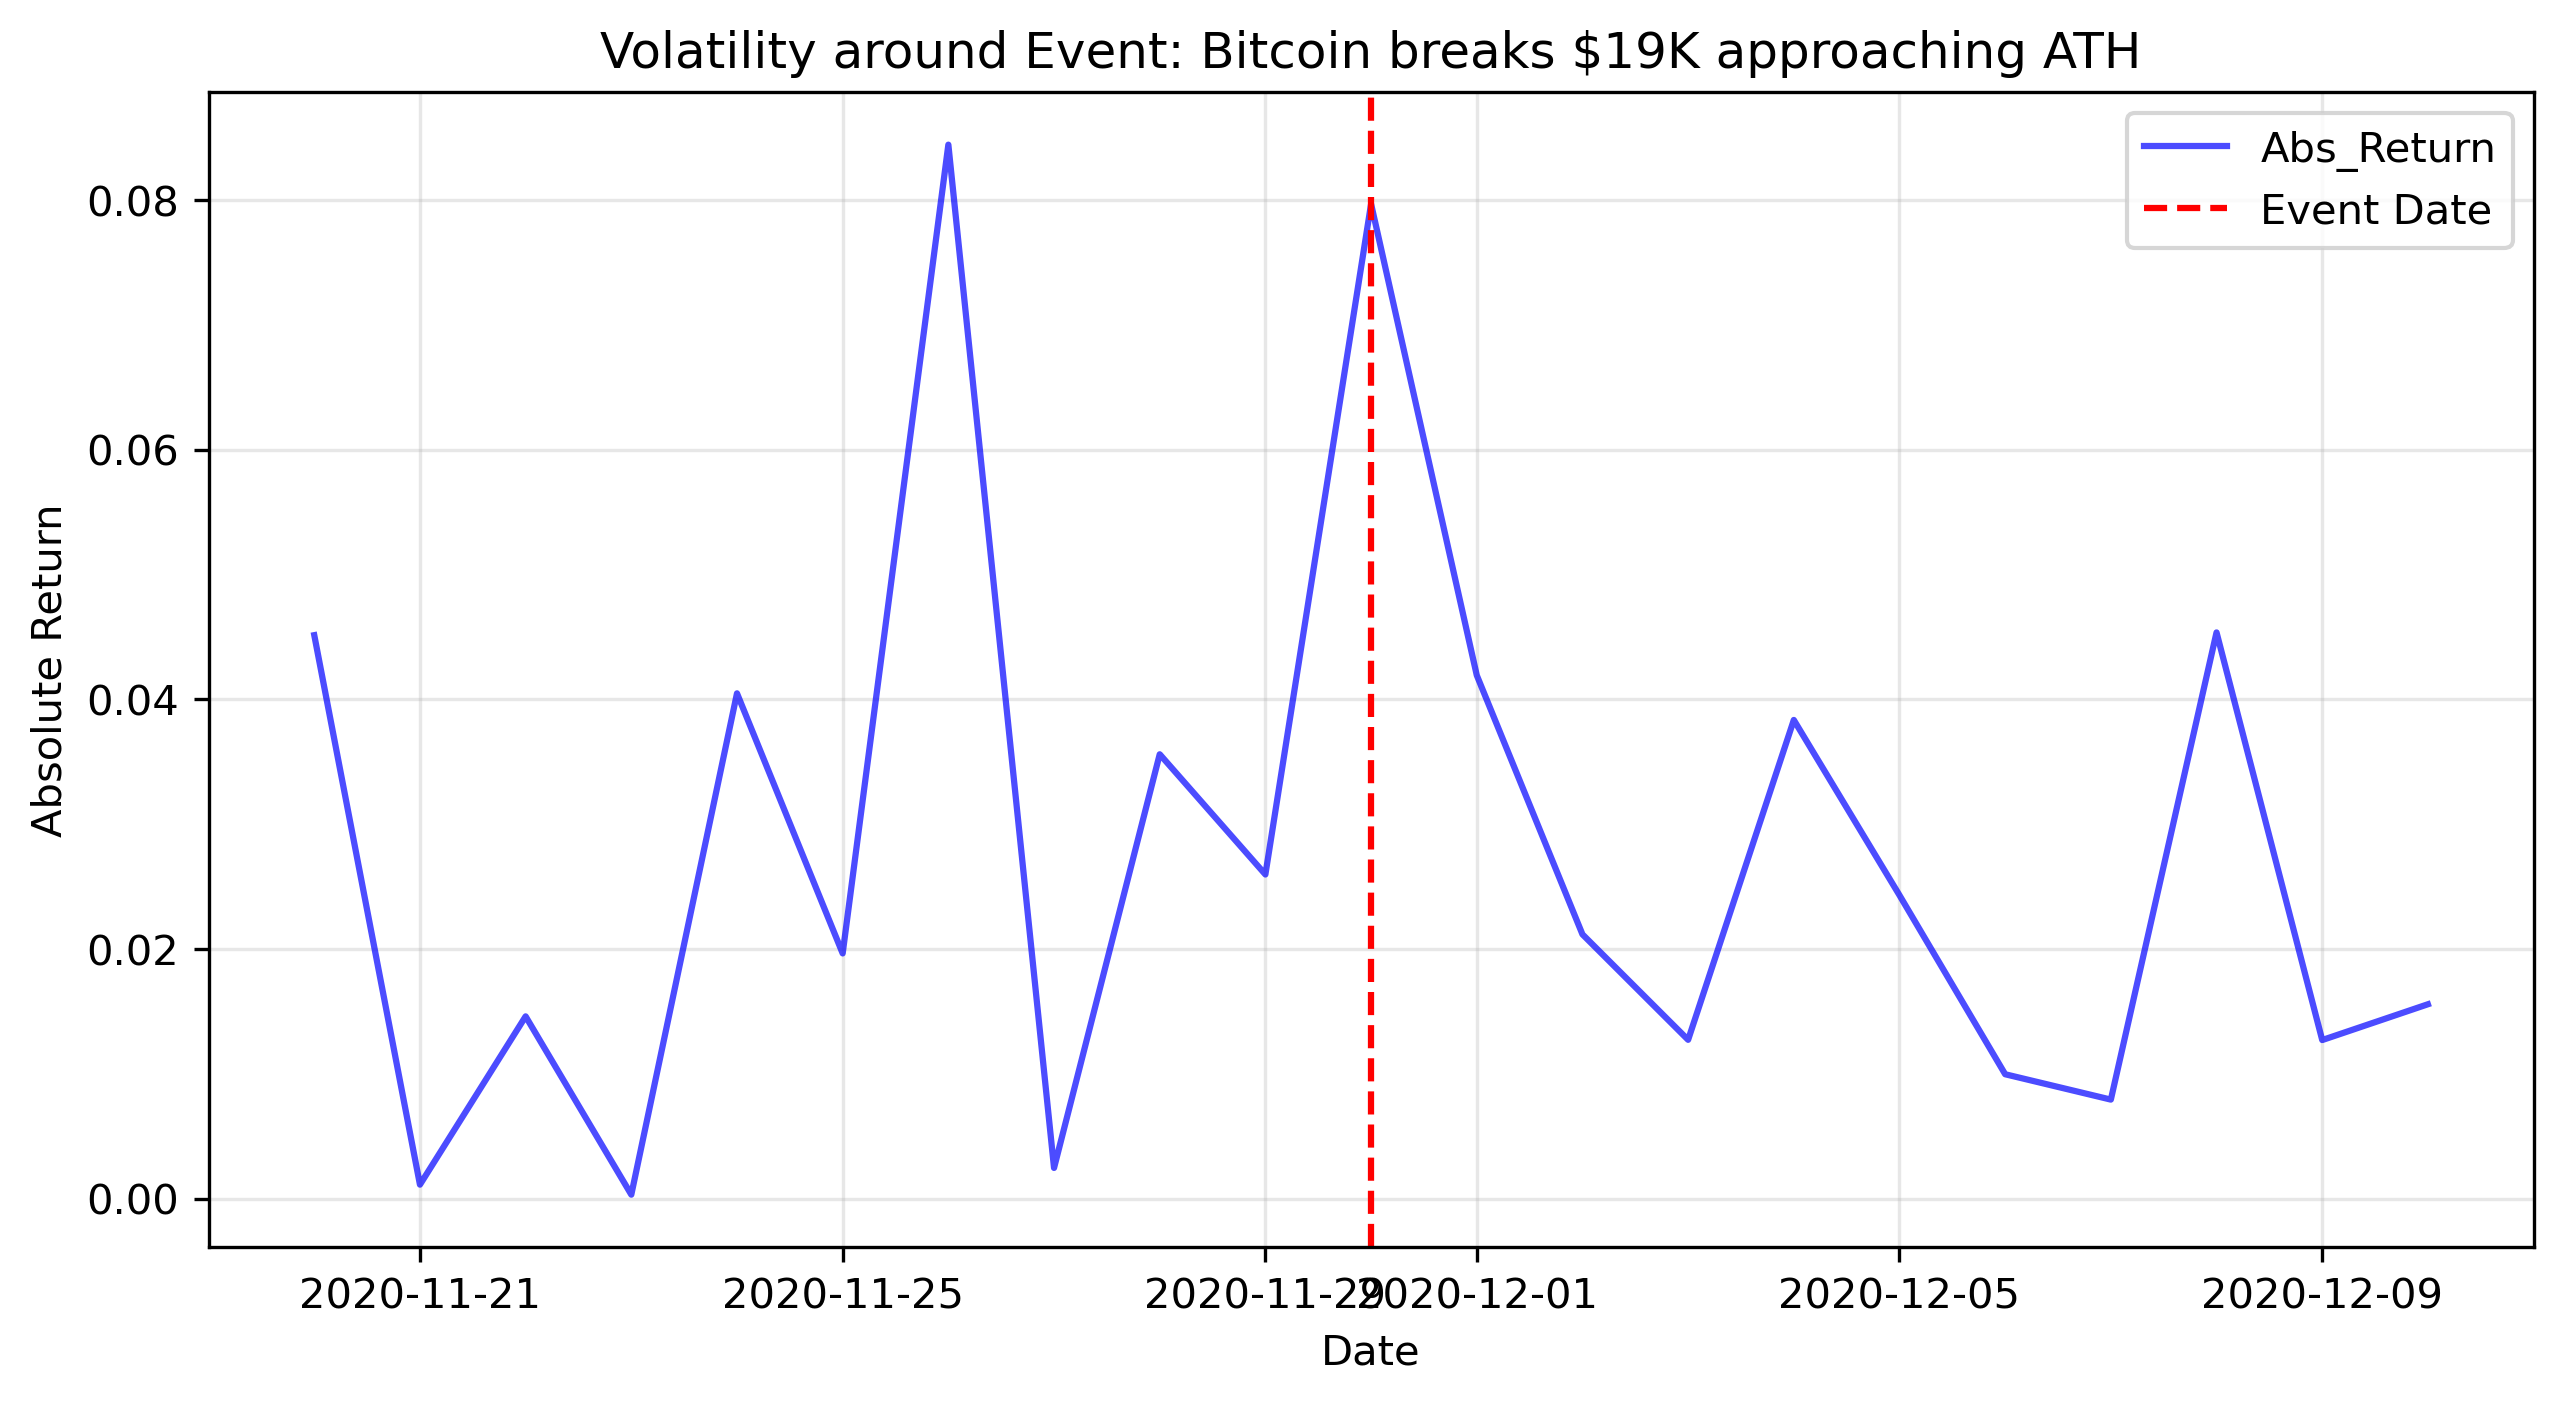 Volatility around Event: Bitcoin breaks $19K approaching ATH
Abs_Return
Event Date
Absolute Return
0.08
0.06
0.04
0.02
0.00
2020-11-21
2020-11-25
2020-11-29
2020-12-01
2020-12-05
2020-12-09
Date